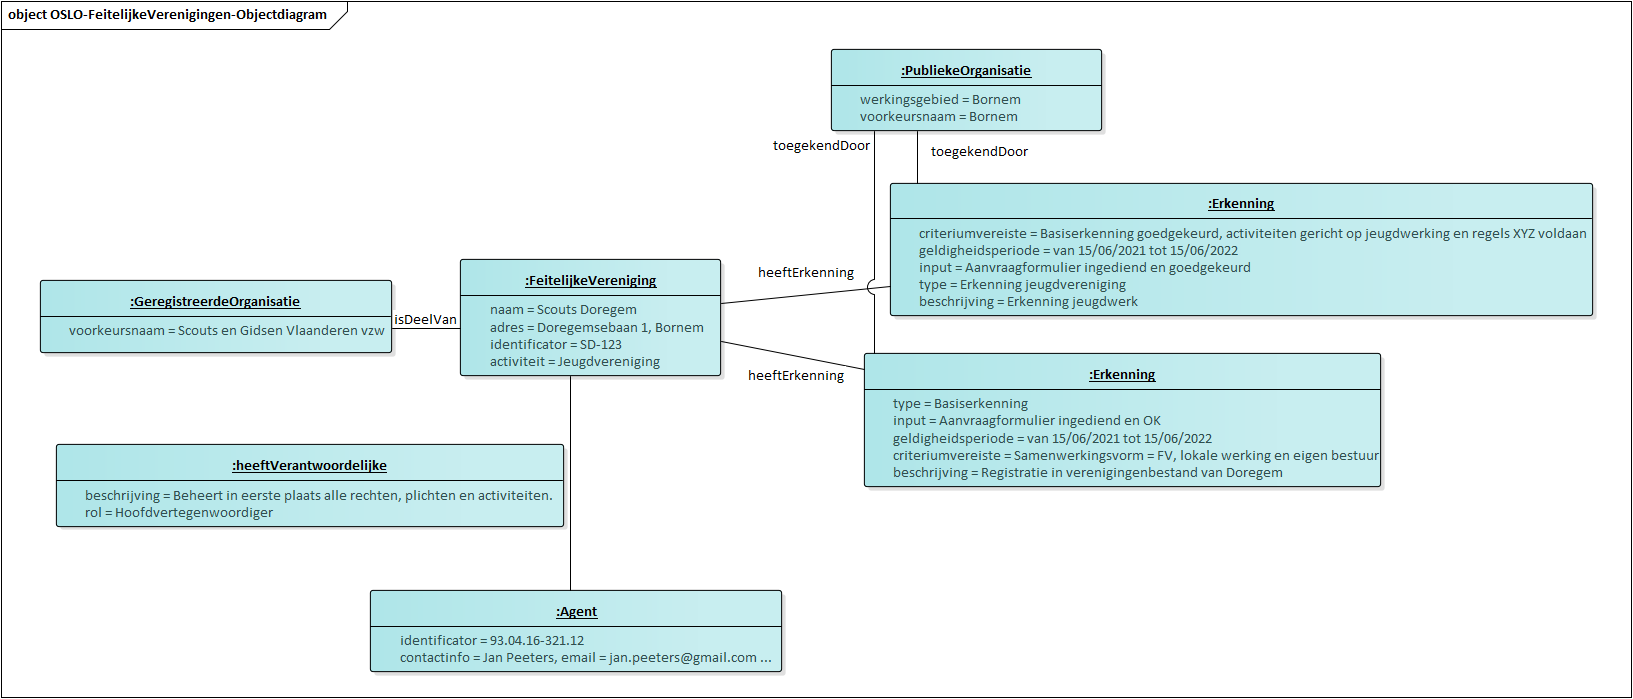 object OSLO-FeitelijkeVerenigingen-Objectdiagram
:PubliekeOrganisatie
werkingsgebied = Bornem
voorkeursnaam = Bornem
toegekendDoor
toegekendDoor
:Erkenning
criteriumvereiste = Basiserkenning goedgekeurd, activiteiten gericht op jeugdwerking en regels XYZ voldaan
geldigheidsperiode = van 15/06/2021 tot 15/06/2022
input = Aanvraagformulier ingediend en goedgekeurd
type = Erkenning jeugdvereniging
beschrijving = Erkenning jeugdwerk
heeftErkenning
:FeitelijkeVereniging
naam = Scouts Doregem
adres = Doregemsebaan 1, Bornem
identificator = SD-123
activiteit = Jeugdvereniging
:GeregistreerdeOrganisatie
voorkeursnaam = Scouts en Gidsen Vlaanderen vzw
isDeelVan
heeftErkenning
:Erkenning
type = Basiserkenning
input = Aanvraagformulier ingediend en OK
geldigheidsperiode = van 15/06/2021 tot 15/06/2022
criteriumvereiste = Samenwerkingsvorm = FV, lokale werking en eigen bestuur
beschrijving = Registratie in verenigingenbestand van Doregem
:heeftVerantwoordelijke
beschrijving = Beheert in eerste plaats alle rechten, plichten en activiteiten.
rol = Hoofdvertegenwoordiger
:Agent
identificator = 93.04.16-321.12
contactinfo = Jan Peeters, email = jan.peeters@gmail.com ...